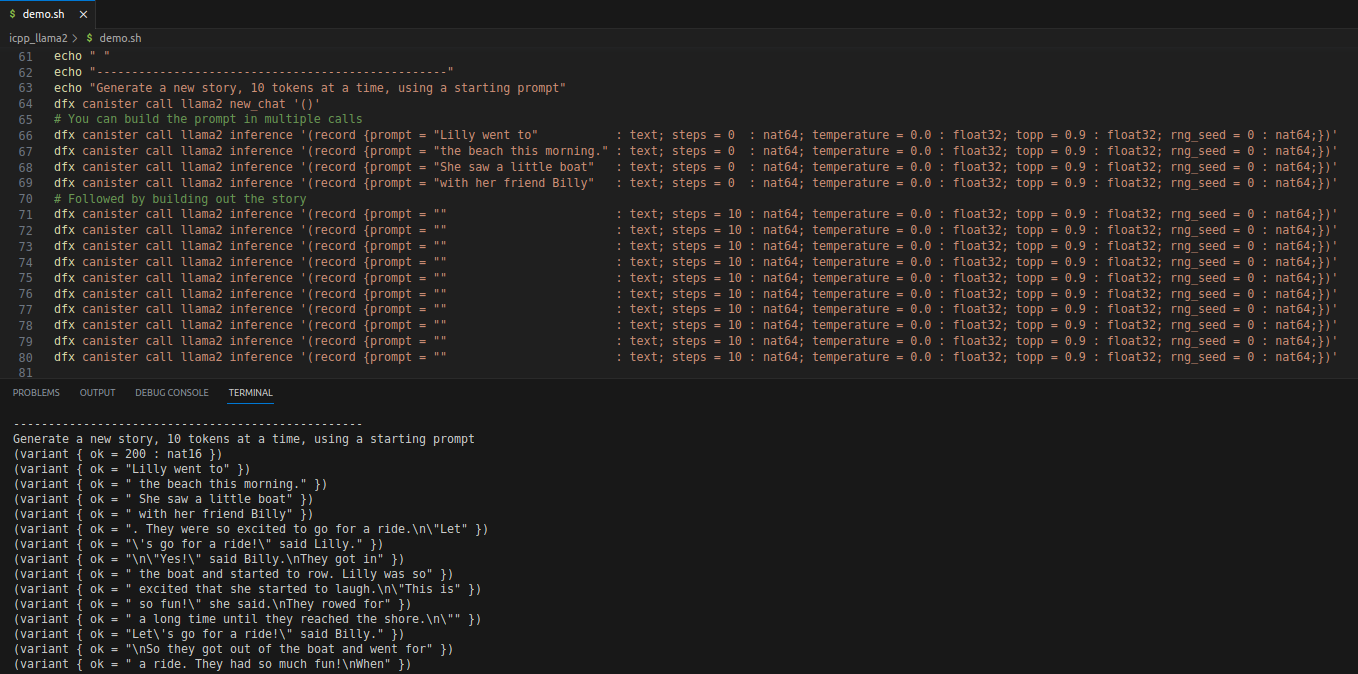 $ demo.sh ×
icpp_llama2 > $ demo.sh
61 echo " "
62 echo "--------------------------------------------------"
63 echo "Generate a new story, 10 tokens at a time, using a starting prompt"
64 dfx canister call llama2 new_chat '()'
65 # You can build the prompt in multiple calls
66 dfx canister call llama2 inference '(record {prompt = "Lilly went to"           : text; steps = 0  : nat64; temperature = 0.0 : float32; topp = 0.9 : float32; rng_seed = 0 : nat64;})'
67 dfx canister call llama2 inference '(record {prompt = "the beach this morning." : text; steps = 0  : nat64; temperature = 0.0 : float32; topp = 0.9 : float32; rng_seed = 0 : nat64;})'
68 dfx canister call llama2 inference '(record {prompt = "She saw a little boat"   : text; steps = 0  : nat64; temperature = 0.0 : float32; topp = 0.9 : float32; rng_seed = 0 : nat64;})'
69 dfx canister call llama2 inference '(record {prompt = "with her friend Billy"   : text; steps = 0  : nat64; temperature = 0.0 : float32; topp = 0.9 : float32; rng_seed = 0 : nat64;})'
70 # Followed by building out the story
71 dfx canister call llama2 inference '(record {prompt = ""                        : text; steps = 10 : nat64; temperature = 0.0 : float32; topp = 0.9 : float32; rng_seed = 0 : nat64;})'
72 dfx canister call llama2 inference '(record {prompt = ""                        : text; steps = 10 : nat64; temperature = 0.0 : float32; topp = 0.9 : float32; rng_seed = 0 : nat64;})'
73 dfx canister call llama2 inference '(record {prompt = ""                        : text; steps = 10 : nat64; temperature = 0.0 : float32; topp = 0.9 : float32; rng_seed = 0 : nat64;})'
74 dfx canister call llama2 inference '(record {prompt = ""                        : text; steps = 10 : nat64; temperature = 0.0 : float32; topp = 0.9 : float32; rng_seed = 0 : nat64;})'
75 dfx canister call llama2 inference '(record {prompt = ""                        : text; steps = 10 : nat64; temperature = 0.0 : float32; topp = 0.9 : float32; rng_seed = 0 : nat64;})'
76 dfx canister call llama2 inference '(record {prompt = ""                        : text; steps = 10 : nat64; temperature = 0.0 : float32; topp = 0.9 : float32; rng_seed = 0 : nat64;})'
77 dfx canister call llama2 inference '(record {prompt = ""                        : text; steps = 10 : nat64; temperature = 0.0 : float32; topp = 0.9 : float32; rng_seed = 0 : nat64;})'
78 dfx canister call llama2 inference '(record {prompt = ""                        : text; steps = 10 : nat64; temperature = 0.0 : float32; topp = 0.9 : float32; rng_seed = 0 : nat64;})'
79 dfx canister call llama2 inference '(record {prompt = ""                        : text; steps = 10 : nat64; temperature = 0.0 : float32; topp = 0.9 : float32; rng_seed = 0 : nat64;})'
80 dfx canister call llama2 inference '(record {prompt = ""                        : text; steps = 10 : nat64; temperature = 0.0 : float32; topp = 0.9 : float32; rng_seed = 0 : nat64;})'
81
PROBLEMS OUTPUT DEBUG CONSOLE TERMINAL
--------------------------------------------------
Generate a new story, 10 tokens at a time, using a starting prompt
(variant { ok = 200 : nat16 })
(variant { ok = "Lilly went to" })
(variant { ok = " the beach this morning." })
(variant { ok = " She saw a little boat" })
(variant { ok = " with her friend Billy" })
(variant { ok = ". They were so excited to go for a ride.\n\"Let" })
(variant { ok = "\'s go for a ride!\" said Lilly." })
(variant { ok = "\n\"Yes!\" said Billy.\nThey got in" })
(variant { ok = " the boat and started to row. Lilly was so" })
(variant { ok = " excited that she started to laugh.\n\"This is" })
(variant { ok = " so fun!\" she said.\nThey rowed for" })
(variant { ok = " a long time until they reached the shore.\n\"" })
(variant { ok = "Let\'s go for a ride!\" said Billy." })
(variant { ok = "\nSo they got out of the boat and went for" })
(variant { ok = " a ride. They had so much fun!\nWhen" })